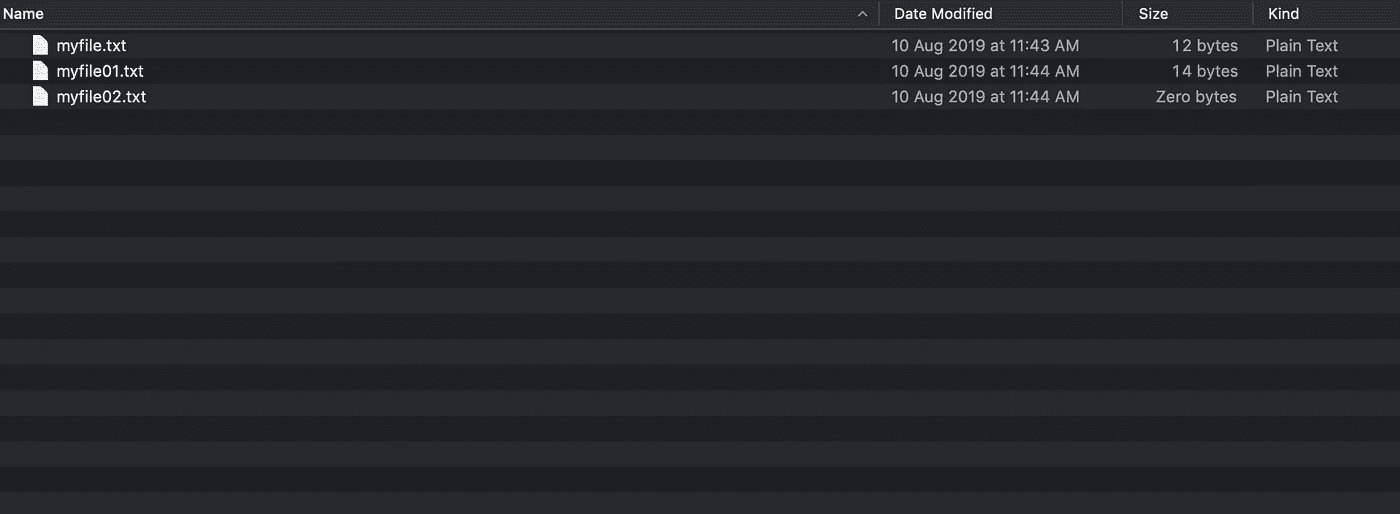 Name Date Modified Size Kind
myfile.txt 10 Aug 2019 at 11:43 AM 12 bytes Plain Text
myfile01.txt 10 Aug 2019 at 11:44 AM 14 bytes Plain Text
myfile02.txt 10 Aug 2019 at 11:44 AM Zero bytes Plain Text